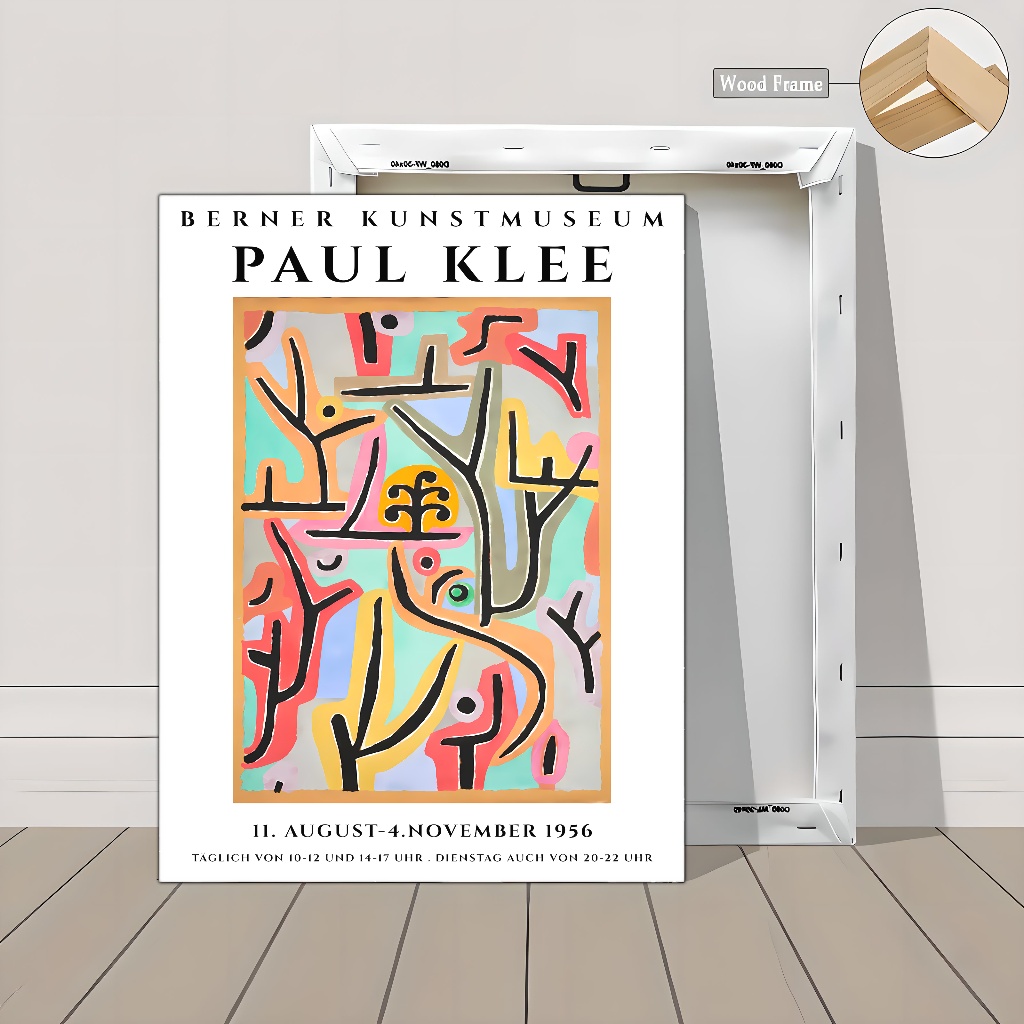 Wood Frame
BERNER KUNSTMUSEUM
PAUL KLEE
11. AUGUST-4.NOVEMBER 1956
TÄGLICH VON 10-12 UND 14-17 UHR . DIENSTAG AUCH VON 20-22 UHR